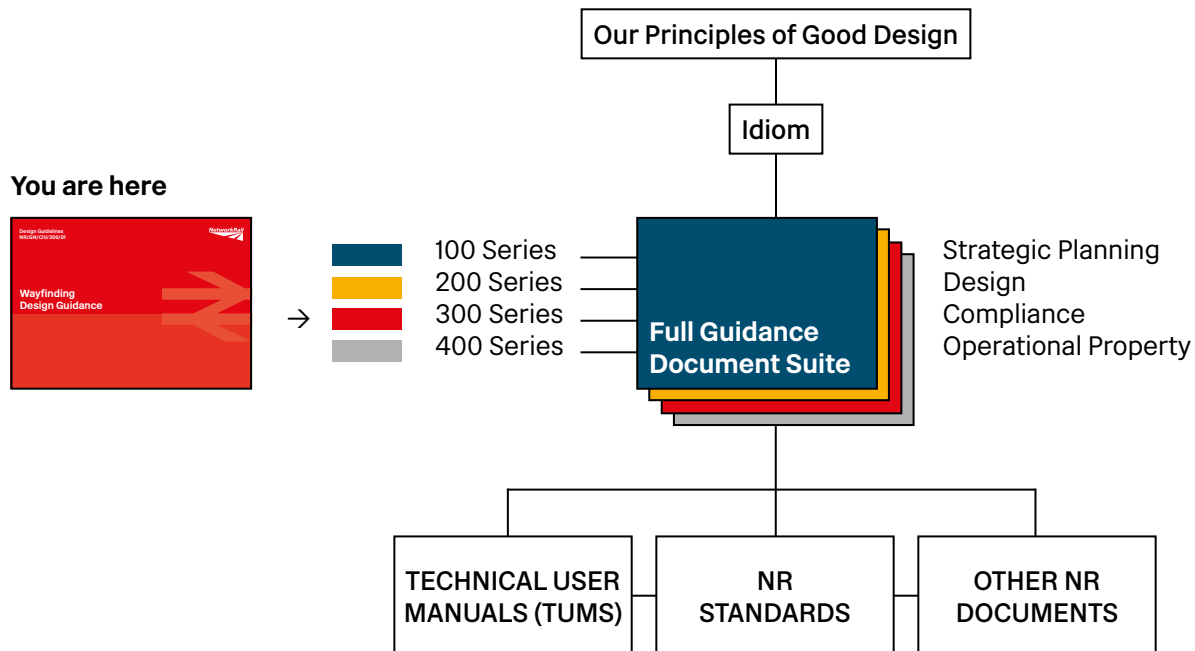 Our Principles of Good Design
Idiom
You are here
Design Guidelines
NR/GN/CIV/300/01
NetworkRail
Wayfinding
Design Guidance
→
100 Series
200 Series
300 Series
400 Series
Full Guidance
Document Suite
Strategic Planning
Design
Compliance
Operational Property
TECHNICAL USER
MANUALS (TUMS)
NR
STANDARDS
OTHER NR
DOCUMENTS